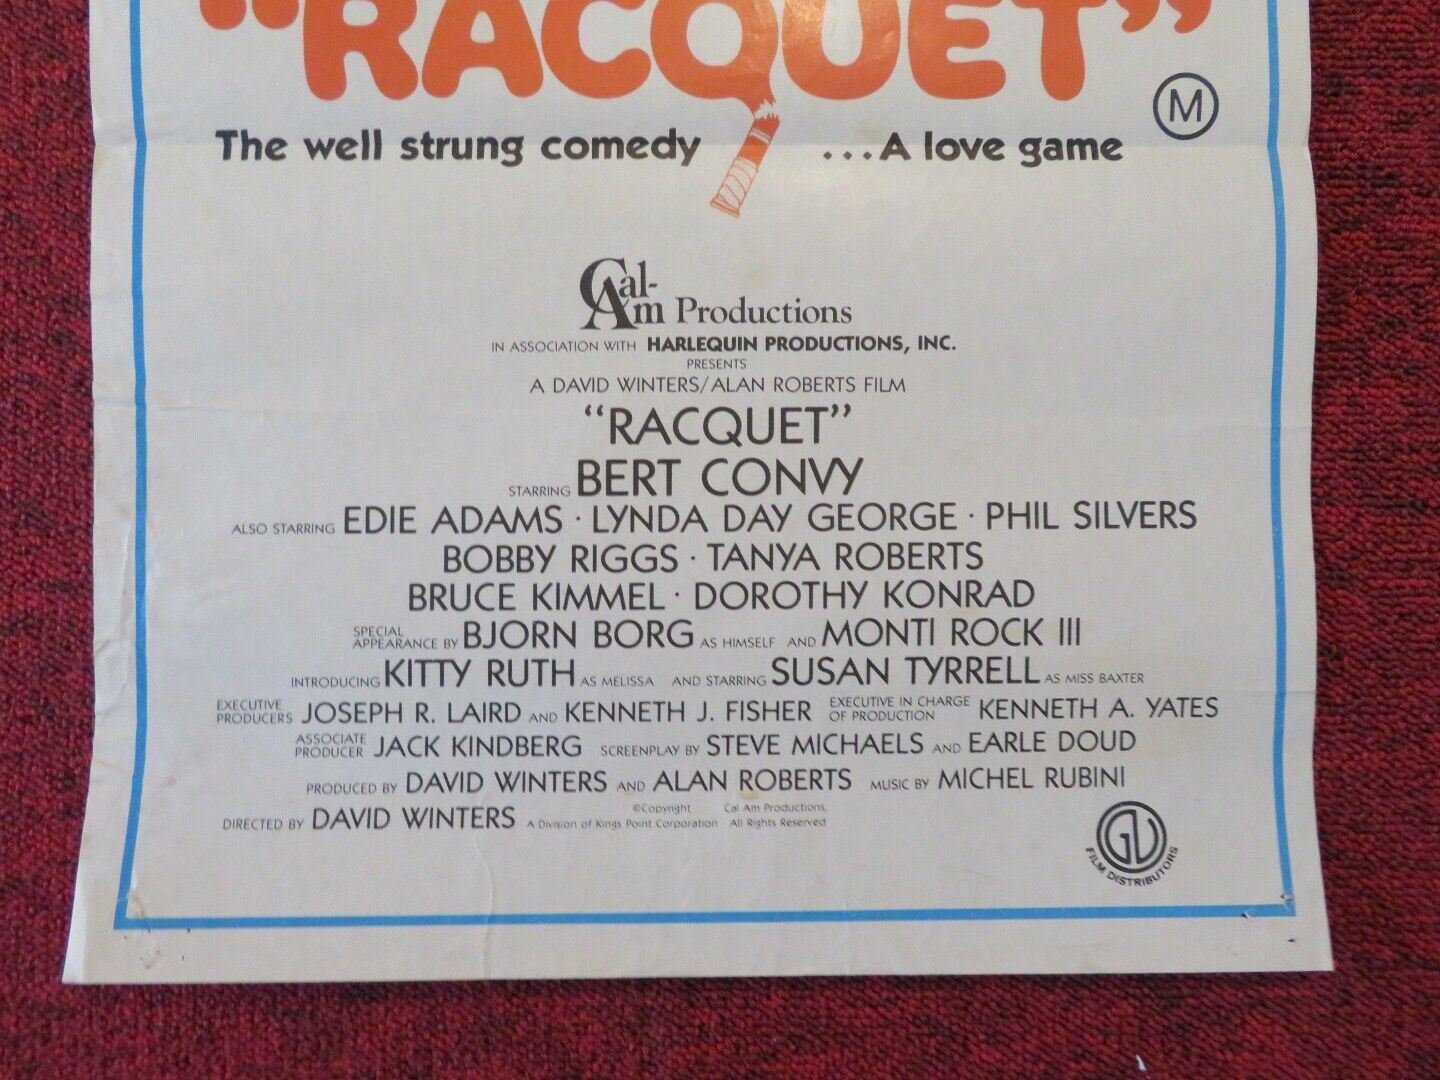 “RACQUET”
M
The well strung comedy ...A love game
Cal-Am Productions
IN ASSOCIATION WITH HARLEQUIN PRODUCTIONS, INC.
PRESENTS
A DAVID WINTERS/ALAN ROBERTS FILM
“RACQUET”
STARRING BERT CONVY
ALSO STARRING EDIE ADAMS · LYNDA DAY GEORGE · PHIL SILVERS
BOBBY RIGGS · TANYA ROBERTS
BRUCE KIMMEL · DOROTHY KONRAD
SPECIAL APPEARANCE BY BJORN BORG AS HIMSELF AND MONTI ROCK III
INTRODUCING KITTY RUTH AS MELISSA AND STARRING SUSAN TYRRELL AS MISS BAXTER
EXECUTIVE PRODUCERS JOSEPH R. LAIRD AND KENNETH J. FISHER EXECUTIVE IN CHARGE OF PRODUCTION KENNETH A. YATES
ASSOCIATE PRODUCER JACK KINDBERG SCREENPLAY BY STEVE MICHAELS AND EARLE DOUD
PRODUCED BY DAVID WINTERS AND ALAN ROBERTS MUSIC BY MICHEL RUBINI
DIRECTED BY DAVID WINTERS ©Copyright Cal Am Productions,
A Division of Kings Point Corporation All Rights Reserved
GU
FILM DISTRIBUTORS